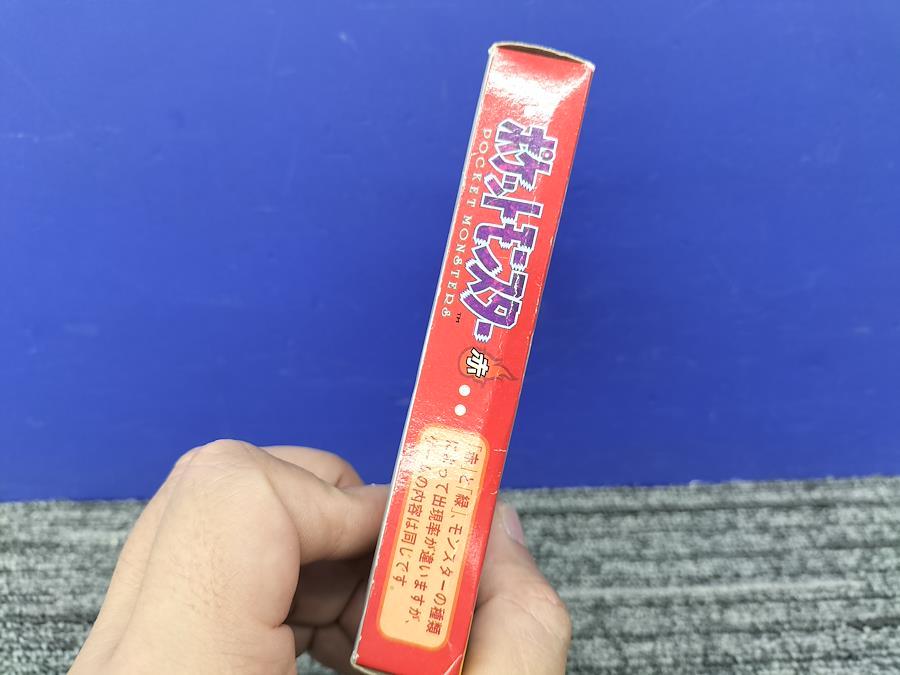 ポケットモンスター
POCKET MONSTERS™
赤
「赤」と「緑」、モンスターの種類
によって出現率が違いますが、
ゲームの内容は同じです。